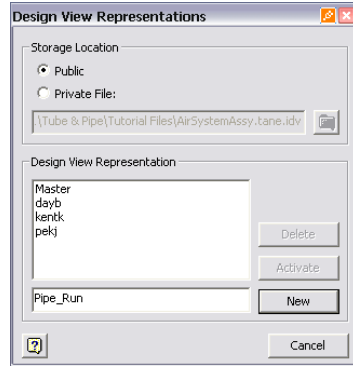 Design View Representations
Storage Location
Public
Private File:
.\Tube & Pipe\Tutorial Files\AirSystemAssy.tane.idv
Design View Representation
Master
dayb
kentk
pekj
Delete
Activate
Pipe_Run
New
Cancel